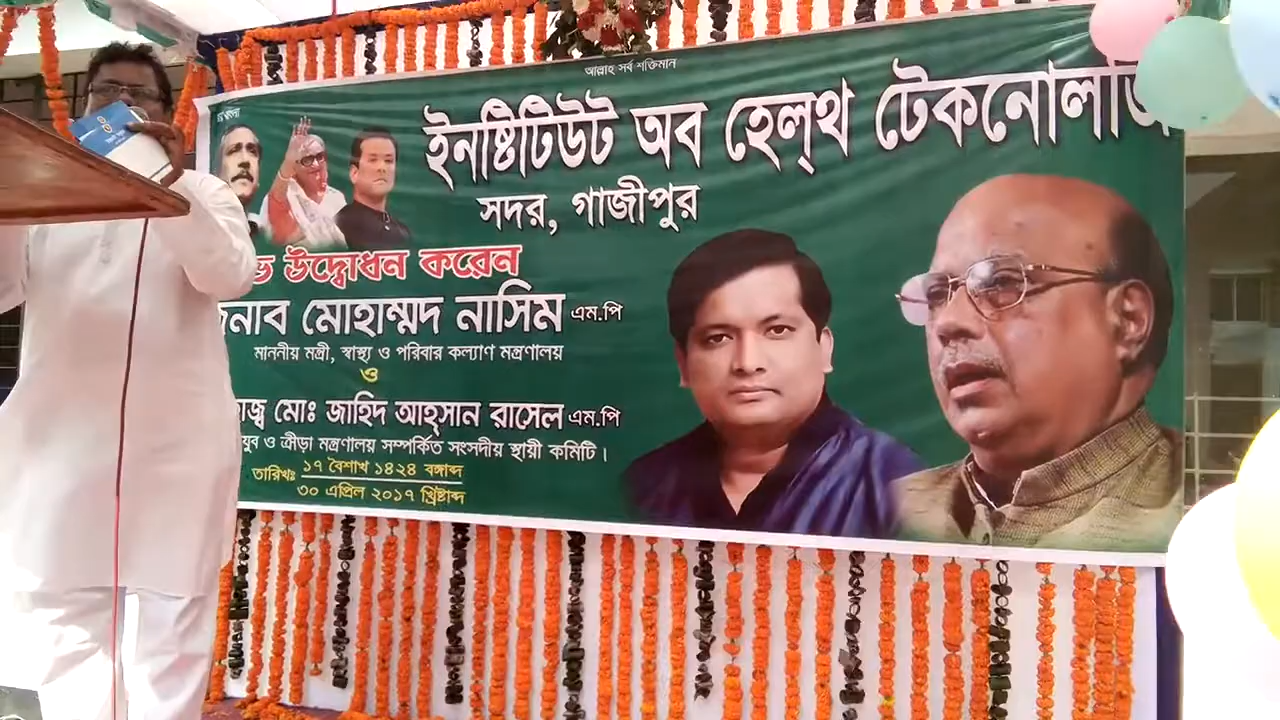 আল্লাহ সর্ব শক্তিমান
ইনষ্টিটিউট অব হেল্থ টেকনোলজি
সদর, গাজীপুর
উদ্বোধন করেন
জনাব মোহাম্মদ নাসিম এম.পি
মাননীয় মন্ত্রী, স্বাস্থ্য ও পরিবার কল্যাণ মন্ত্রণালয়
ও
মোঃ জাহিদ আহ্সান রাসেল এম.পি
যুব ও ক্রীড়া মন্ত্রণালয় সম্পর্কিত সংসদীয় স্থায়ী কমিটি।
তারিখঃ ১৭ বৈশাখ ১৪২৪ বঙ্গাব্দ
৩০ এপ্রিল ২০১৭ খ্রিষ্টাব্দ